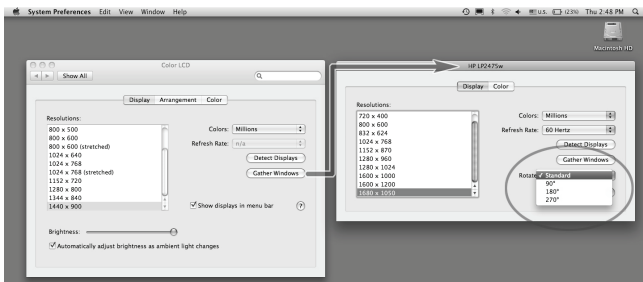 System Preferences Edit View Window Help
U.S. (23%) Thu 2:48 PM
Macintosh HD
Color LCD
Show All
Display Arrangement Color
Resolutions:
800 x 500
800 x 600
800 x 600 (stretched)
1024 x 640
1024 x 768
1024 x 768 (stretched)
1152 x 720
1280 x 800
1344 x 840
1440 x 900
Colors: Millions
Refresh Rate: n/a
Detect Displays
Gather Windows
Show displays in menu bar
?
Brightness:
Automatically adjust brightness as ambient light changes
HP LP2475w
Display Color
Resolutions:
720 x 400
800 x 600
832 x 624
1024 x 768
1152 x 870
1280 x 960
1280 x 1024
1600 x 1000
1600 x 1200
1680 x 1050
Colors: Millions
Refresh Rate: 60 Hertz
Detect Displays
Gather Windows
Rotate
Standard
90°
180°
270°